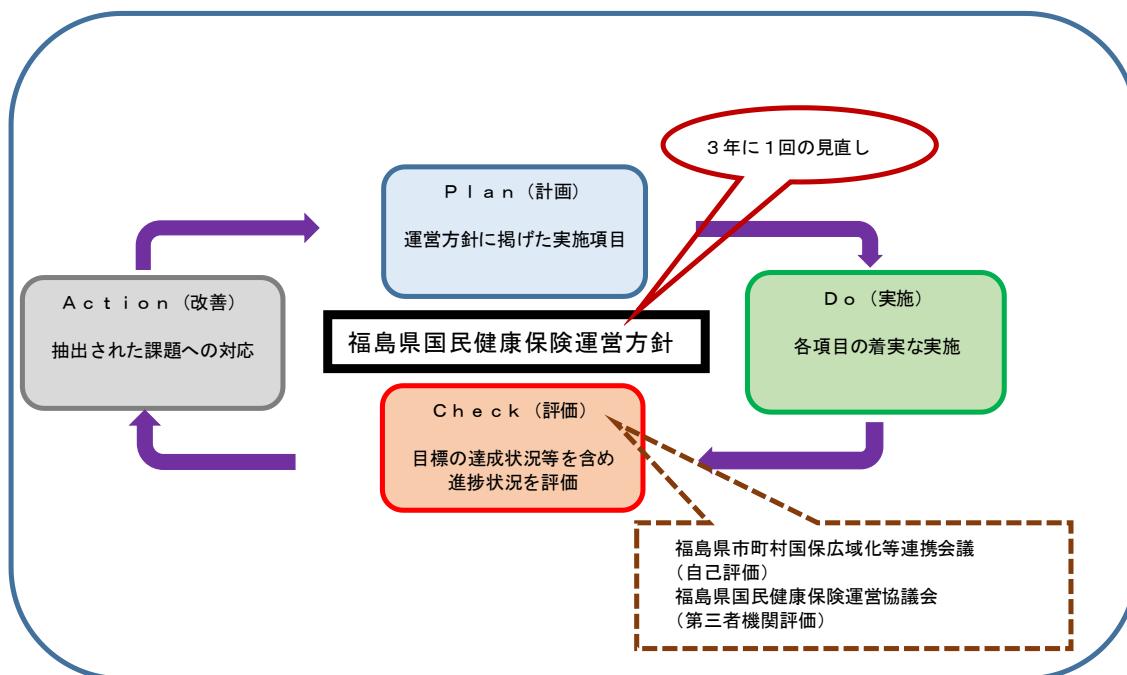 ３年に１回の見直し
Ｐｌａｎ（計画）
運営方針に掲げた実施項目
Ａｃｔｉｏｎ（改善）
抽出された課題への対応
福島県国民健康保険運営方針
Ｄｏ（実施）
各項目の着実な実施
Ｃｈｅｃｋ（評価）
目標の達成状況等を含め
進捗状況を評価
福島県市町村国保広域化等連携会議
（自己評価）
福島県国民健康保険運営協議会
（第三者機関評価）